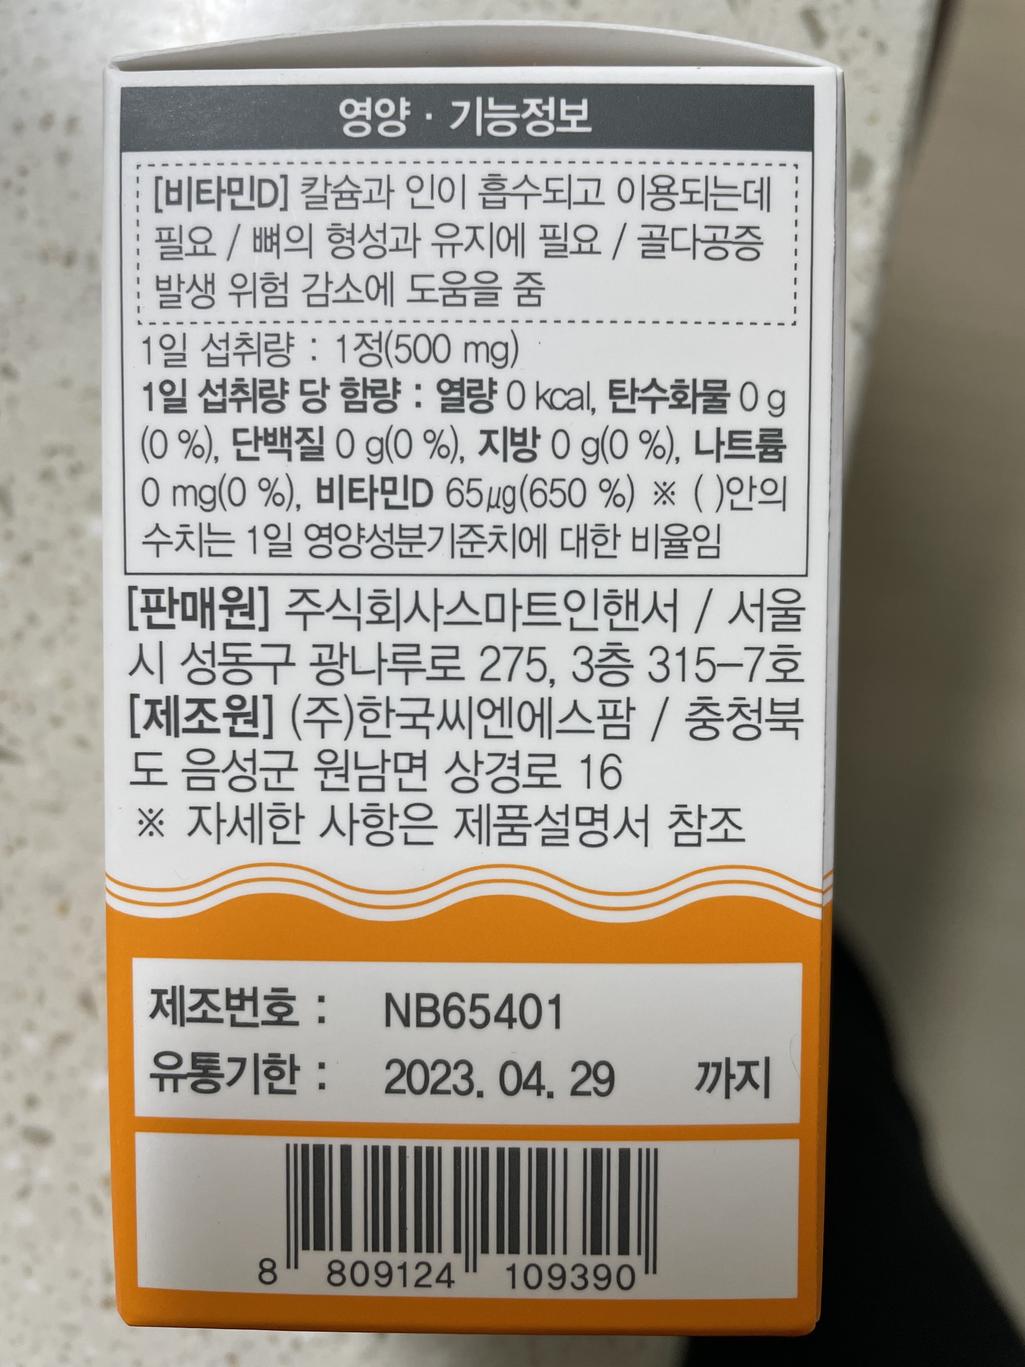 영양 · 기능정보
[비타민D] 칼슘과 인이 흡수되고 이용되는데
필요 / 뼈의 형성과 유지에 필요 / 골다공증
발생 위험 감소에 도움을 줌
1일 섭취량 : 1정(500 mg)
1일 섭취량 당 함량 : 열량 0 kcal, 탄수화물 0 g
(0 %), 단백질 0 g(0 %), 지방 0 g(0 %), 나트륨
0 mg(0 %), 비타민D 65㎍(650 %) ※ ( )안의
수치는 1일 영양성분기준치에 대한 비율임
[판매원] 주식회사스마트인핸서 / 서울
시 성동구 광나루로 275, 3층 315-7호
[제조원] (주)한국씨엔에스팜 / 충청북
도 음성군 원남면 상경로 16
※ 자세한 사항은 제품설명서 참조
제조번호 : NB65401
유통기한 : 2023. 04. 29 까지
8 809124 109390